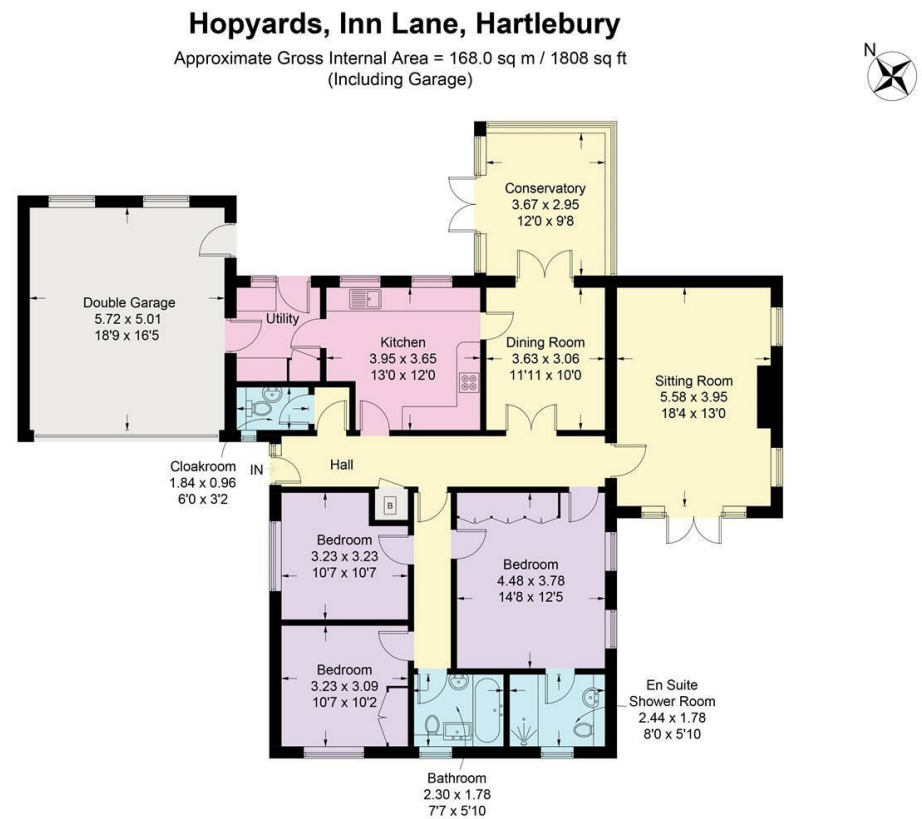 Hopyards, Inn Lane, Hartlebury
Approximate Gross Internal Area = 168.0 sq m / 1808 sq ft
(Including Garage)
N
Conservatory
3.67 x 2.95
12'0 x 9'8
Double Garage
5.72 x 5.01
18'9 x 16'5
Utility
Kitchen
3.95 x 3.65
13'0 x 12'0
Dining Room
3.63 x 3.06
11'11 x 10'0
Sitting Room
5.58 x 3.95
18'4 x 13'0
Cloakroom
1.84 x 0.96
6'0 x 3'2
IN
Hall
B
Bedroom
3.23 x 3.23
10'7 x 10'7
Bedroom
4.48 x 3.78
14'8 x 12'5
Bedroom
3.23 x 3.09
10'7 x 10'2
En Suite
Shower Room
2.44 x 1.78
8'0 x 5'10
Bathroom
2.30 x 1.78
7'7 x 5'10